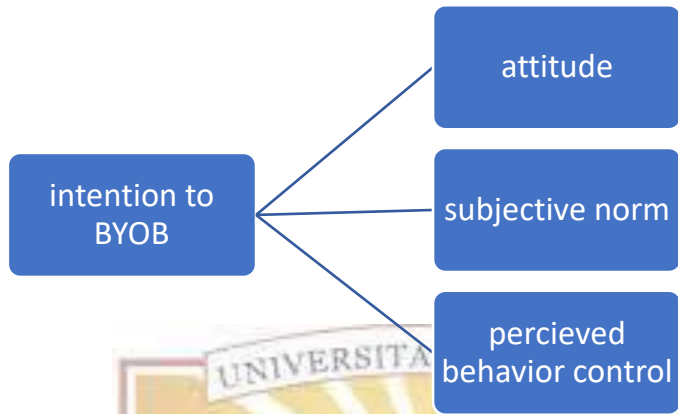 attitude
intention to
BYOB
subjective norm
percieved
behavior control
UNIVERSITA